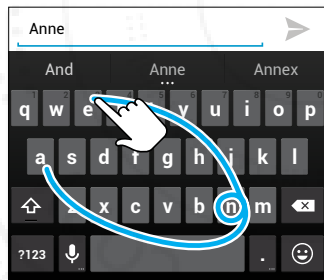 Anne
And Anne Annex
q w e y u i o p
a s d f g h j k l
z x c v b n m
?123 .